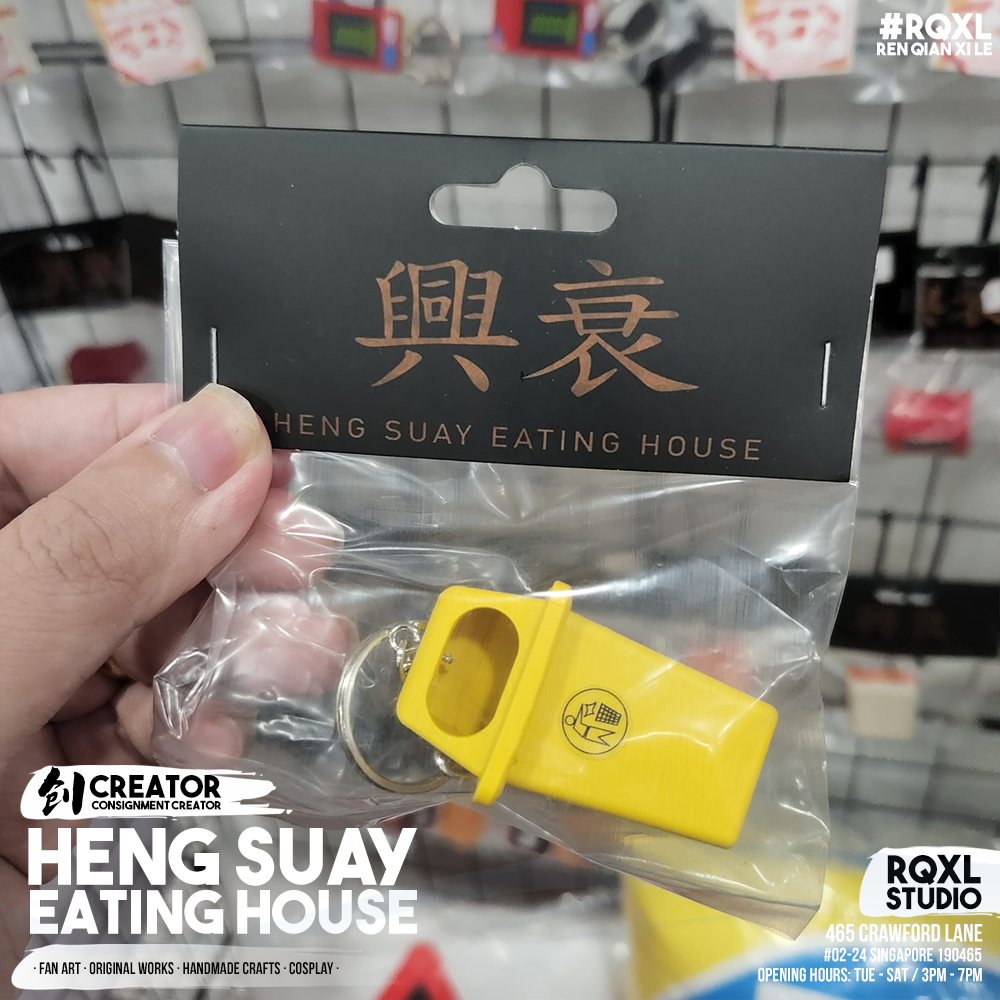 #RQXL
REN QIAN XI LE
興衰
HENG SUAY EATING HOUSE
創 CREATOR
CONSIGNMENT CREATOR
HENG SUAY
EATING HOUSE
· FAN ART · ORIGINAL WORKS · HANDMADE CRAFTS · COSPLAY ·
RQXL
STUDIO
465 CRAWFORD LANE
#02-24 SINGAPORE 190465
OPENING HOURS: TUE - SAT / 3PM - 7PM